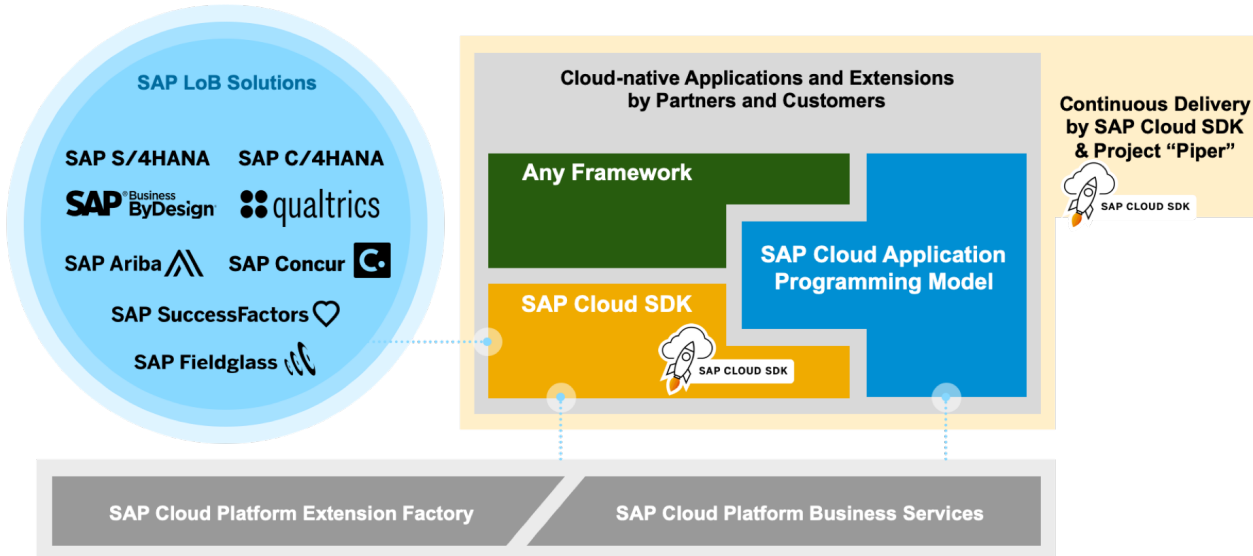 SAP LoB Solutions
SAP S/4HANA
SAP C/4HANA
SAP® Business
ByDesign
qualtrics
SAP Ariba
SAP Concur C.
SAP SuccessFactors
SAP Fieldglass
Cloud-native Applications and Extensions
by Partners and Customers
Any Framework
SAP Cloud Application
Programming Model
SAP Cloud SDK
SAP CLOUD SDK
Continuous Delivery
by SAP Cloud SDK
& Project “Piper”
SAP CLOUD SDK
SAP Cloud Platform Extension Factory
SAP Cloud Platform Business Services